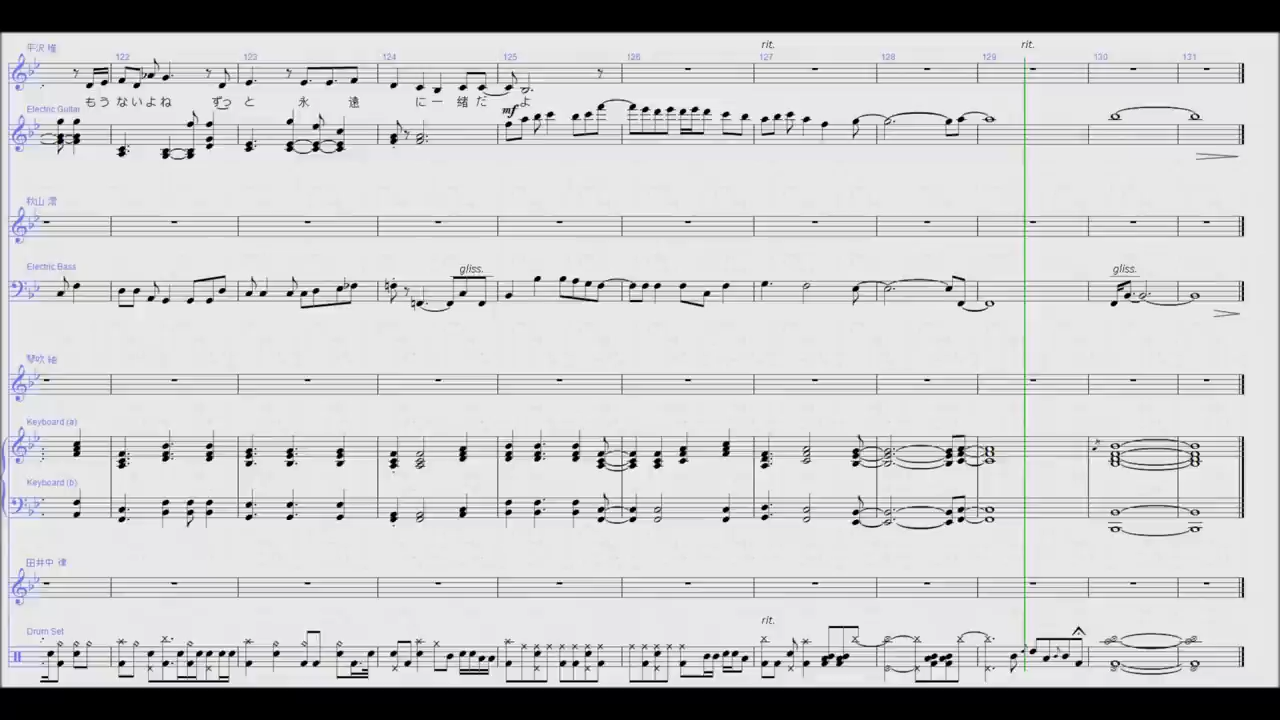 rit. rit.
平沢 唯
122 123 124 125 126 127 128 129 130 131
もうないよね ずっと 永遠 に一緒だ よ
Electric Guitar
mf
秋山 澪
Electric Bass
gliss. gliss.
琴吹 紬
Keyboard (a)
Keyboard (b)
田井中 律
Drum Set
rit.